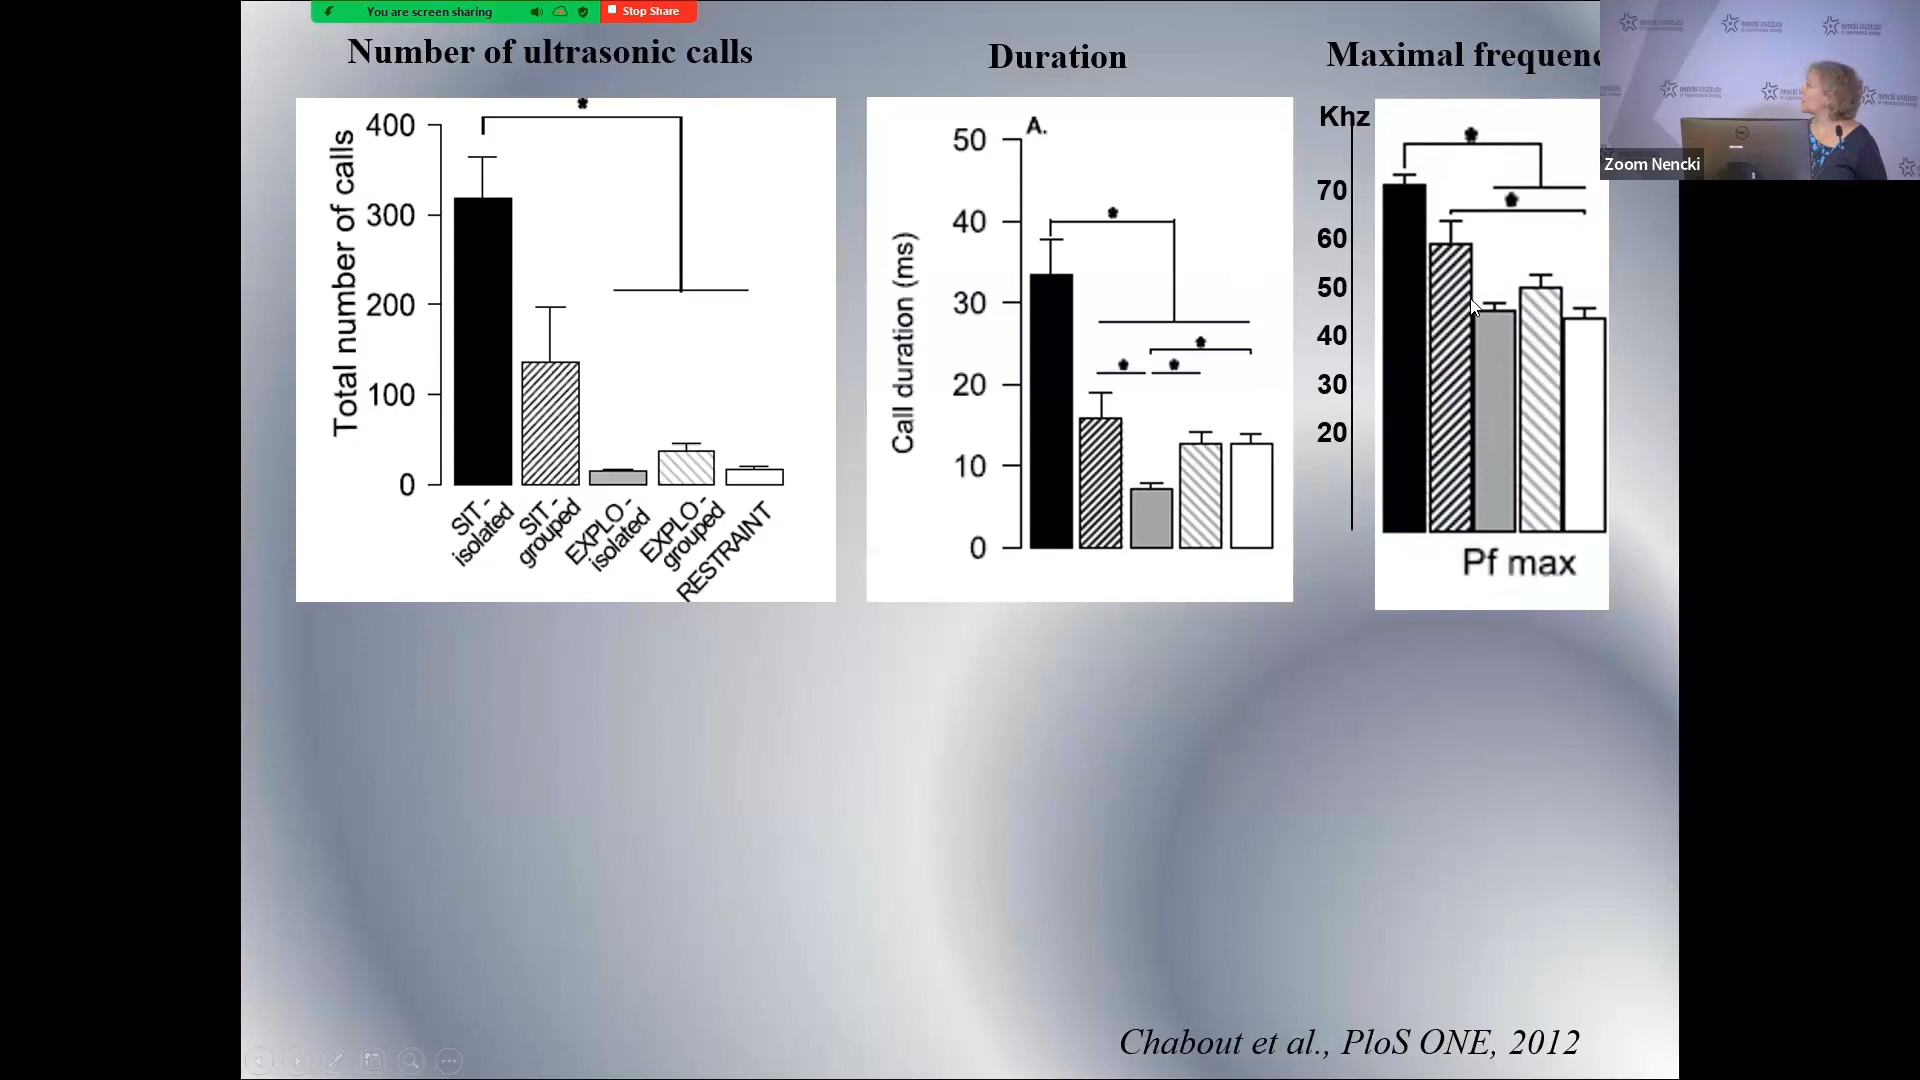 You are screen sharing
Stop Share
Number of ultrasonic calls
Duration
Maximal frequenc
Zoom Nencki
nencki institute
Total number of calls
400
300
200
100
0
SIT -
isolated
SIT -
grouped
EXPLO -
isolated
EXPLO -
grouped
RESTRAINT
*
A.
Call duration (ms)
50
40
30
20
10
0
*
*
*
*
Khz
70
60
50
40
30
20
*
*
Pf max
Chabout et al., PloS ONE, 2012